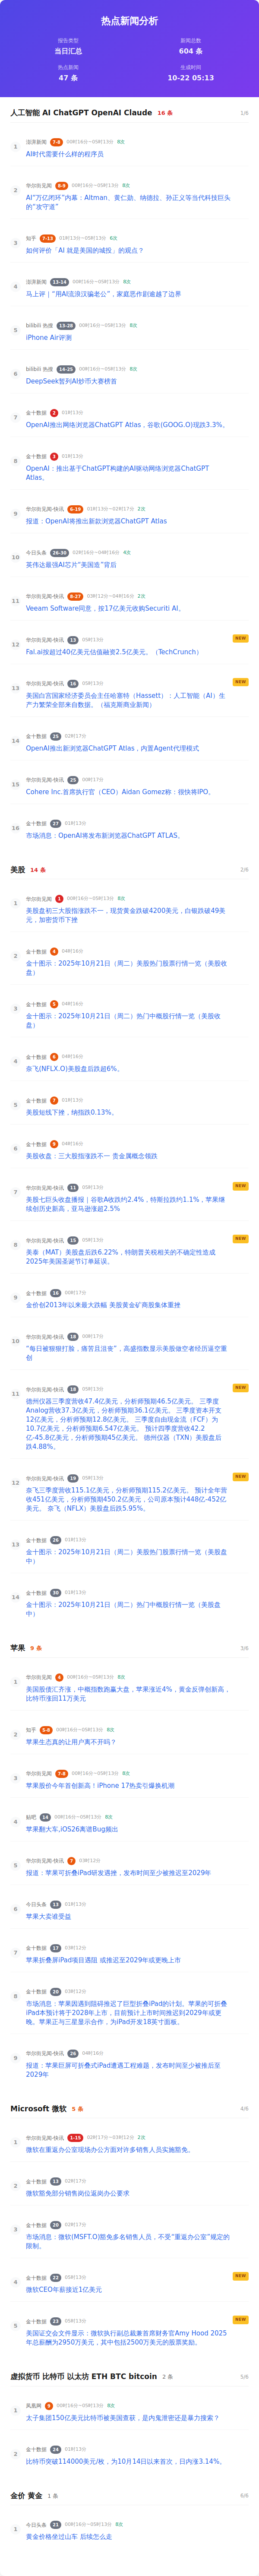 热点新闻分析
报告类型
当日汇总
新闻总数
604 条
热点新闻
47 条
生成时间
10-22 05:13
人工智能 AI ChatGPT OpenAI Claude 16 条 1/6
1
澎湃新闻 7-8 00时16分~05时13分 8次
AI时代需要什么样的程序员
2
华尔街见闻 8-9 00时16分~05时13分 8次
AI"万亿闭环"内幕：Altman、黄仁勋、纳德拉、孙正义等当代科技巨头
的"攻守道"
3
知乎 7-13 01时13分~05时13分 6次
如何评价「AI 就是美国的城投」的观点？
4
澎湃新闻 13-14 00时16分~05时13分 8次
马上评｜"用AI流浪汉骗老公"，家庭恶作剧逾越了边界
5
bilibili 热搜 13-28 00时16分~05时13分 8次
iPhone Air评测
6
bilibili 热搜 14-25 00时16分~05时13分 8次
DeepSeek暂列AI炒币大赛榜首
7
金十数据 2 01时13分
OpenAI推出网络浏览器ChatGPT Atlas，谷歌(GOOG.O)现跌3.3%。
8
金十数据 3 01时13分
OpenAI：推出基于ChatGPT构建的AI驱动网络浏览器ChatGPT
Atlas。
9
华尔街见闻-快讯 6-19 01时13分~02时17分 2次
报道：OpenAI将推出新款浏览器ChatGPT Atlas
10
今日头条 26-30 02时16分~04时16分 4次
英伟达最强AI芯片"美国造"背后
11
华尔街见闻-快讯 6-27 03时12分~04时16分 2次
Veeam Software同意，按17亿美元收购Securiti AI。
12
华尔街见闻-快讯 13 05时13分 NEW
Fal.ai按超过40亿美元估值融资2.5亿美元。（TechCrunch）
13
华尔街见闻-快讯 16 05时13分 NEW
美国白宫国家经济委员会主任哈塞特（Hassett）：人工智能（AI）生
产力繁荣全部来自数据。（福克斯商业新闻）
14
金十数据 25 02时17分
OpenAI推出新浏览器ChatGPT Atlas，内置Agent代理模式
15
华尔街见闻-快讯 25 00时17分
Cohere Inc.首席执行官（CEO）Aidan Gomez称：很快将IPO。
16
金十数据 27 01时13分
市场消息：OpenAI将发布新浏览器ChatGPT ATLAS。
美股 14 条 2/6
1
华尔街见闻 1 00时16分~05时13分 8次
美股盘初三大股指涨跌不一，现货黄金跌破4200美元，白银跌破49美
元，加密货币下挫
2
金十数据 4 04时16分
金十图示：2025年10月21日（周二）美股热门股票行情一览（美股收
盘）
3
金十数据 5 04时16分
金十图示：2025年10月21日（周二）热门中概股行情一览（美股收
盘）
4
金十数据 6 04时16分
奈飞(NFLX.O)美股盘后跌超6%。
5
金十数据 7 01时13分
美股短线下挫，纳指跌0.13%。
6
金十数据 9 04时16分
美股收盘：三大股指涨跌不一 贵金属概念领跌
7
华尔街见闻-快讯 11 05时13分 NEW
美股七巨头收盘播报｜谷歌A收跌约2.4%，特斯拉跌约1.1%，苹果继
续创历史新高，亚马逊涨超2.5%
8
华尔街见闻-快讯 15 05时13分 NEW
美泰（MAT）美股盘后跌6.22%，特朗普关税相关的不确定性造成
2025年美国圣诞节订单延误。
9
金十数据 16 00时17分
金价创2013年以来最大跌幅 美股黄金矿商股集体重挫
10
华尔街见闻-快讯 18 00时17分
"每日被狠狠打脸，痛苦且沮丧"，高盛指数显示美股做空者经历逼空重
创
11
华尔街见闻-快讯 18 05时13分 NEW
德州仪器三季度营收47.4亿美元，分析师预期46.5亿美元。 三季度
Analog营收37.3亿美元，分析师预期36.1亿美元。 三季度资本开支
12亿美元，分析师预期12.8亿美元。 三季度自由现金流（FCF）为
10.7亿美元，分析师预期6.547亿美元。 预计四季度营收42.2
亿-45.8亿美元，分析师预期45亿美元。 德州仪器（TXN）美股盘后
跌4.88%。
12
华尔街见闻-快讯 19 05时13分 NEW
奈飞三季度营收115.1亿美元，分析师预期115.2亿美元。 预计全年营
收451亿美元，分析师预期450.2亿美元，公司原本预计448亿-452亿
美元。 奈飞（NFLX）美股盘后跌5.95%。
13
金十数据 26 01时13分
金十图示：2025年10月21日（周二）美股热门股票行情一览（美股盘
中）
14
金十数据 30 01时13分
金十图示：2025年10月21日（周二）热门中概股行情一览（美股盘
中）
苹果 9 条 3/6
1
华尔街见闻 4 00时16分~05时13分 8次
美国股债汇齐涨，中概指数跑赢大盘，苹果涨近4%，黄金反弹创新高，
比特币涨回11万美元
2
知乎 5-8 00时16分~05时13分 8次
苹果生态真的让用户离不开吗？
3
华尔街见闻 7-8 00时16分~05时13分 8次
苹果股价今年首创新高！iPhone 17热卖引爆换机潮
4
贴吧 14 00时16分~05时13分 8次
苹果翻大车,iOS26离谱Bug频出
5
华尔街见闻-快讯 7 03时12分
报道：苹果可折叠iPad研发遇挫，发布时间至少被推迟至2029年
6
今日头条 13 01时13分
苹果大卖谁受益
7
金十数据 17 03时12分
苹果折叠屏iPad项目遇阻 或推迟至2029年或更晚上市
8
金十数据 20 03时12分
市场消息：苹果因遇到阻碍推迟了巨型折叠iPad的计划。苹果的可折叠
iPad本预计将于2028年上市，目前预计上市时间推迟到2029年或更
晚。苹果正与三星显示合作，为iPad开发18英寸面板。
9
华尔街见闻-快讯 26 04时16分
报道：苹果巨屏可折叠式iPad遭遇工程难题，发布时间至少被推后至
2029年
Microsoft 微软 5 条 4/6
1
华尔街见闻-快讯 1-15 02时17分~03时12分 2次
微软在重返办公室现场办公方面对许多销售人员实施豁免。
2
金十数据 13 02时17分
微软豁免部分销售岗位返岗办公要求
3
金十数据 20 02时17分
市场消息：微软(MSFT.O)豁免多名销售人员，不受"重返办公室"规定的
限制。
4
金十数据 22 05时13分 NEW
微软CEO年薪接近1亿美元
5
金十数据 23 05时13分 NEW
美国证交会文件显示：微软执行副总裁兼首席财务官Amy Hood 2025
年总薪酬为2950万美元，其中包括2500万美元的股票奖励。
虚拟货币 比特币 以太坊 ETH BTC bitcoin 2 条 5/6
1
凤凰网 9 00时16分~05时13分 8次
太子集团150亿美元比特币被美国查获，是内鬼泄密还是暴力搜索？
2
金十数据 24 01时13分
比特币突破114000美元/枚，为10月14日以来首次，日内涨3.14%。
金价 黄金 1 条 6/6
1
今日头条 21 00时16分~05时13分 8次
黄金价格坐过山车 后续怎么走